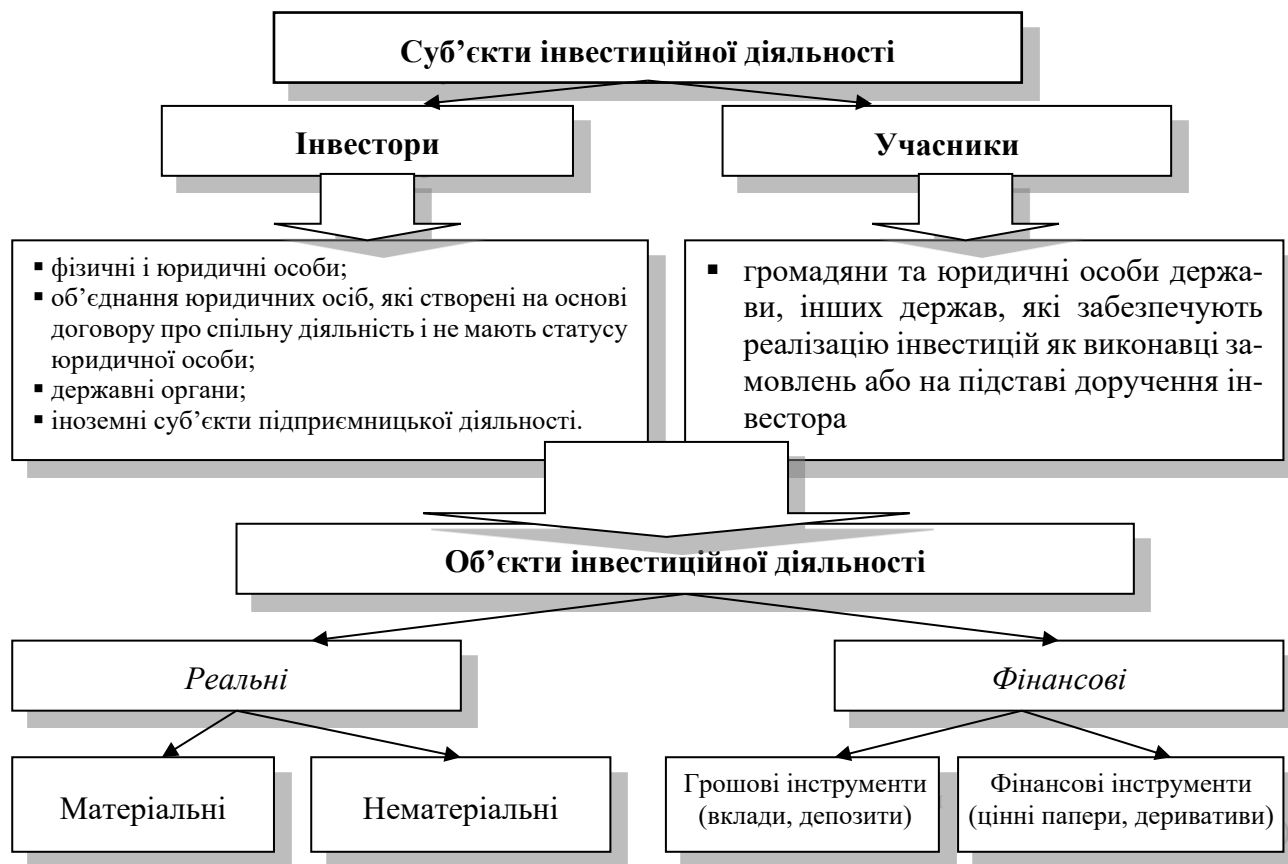 Суб’єкти інвестиційної діяльності
Інвестори
Учасники
▪ фізичні і юридичні особи;
▪ об’єднання юридичних осіб, які створені на основі
договору про спільну діяльність і не мають статусу
юридичної особи;
▪ державні органи;
▪ іноземні суб’єкти підприємницької діяльності.
▪ громадяни та юридичні особи держа-
ви, інших держав, які забезпечують
реалізацію інвестицій як виконавці за-
мовлень або на підставі доручення ін-
вестора
Об’єкти інвестиційної діяльності
Реальні
Фінансові
Матеріальні
Нематеріальні
Грошові інструменти
(вклади, депозити)
Фінансові інструменти
(цінні папери, деривативи)